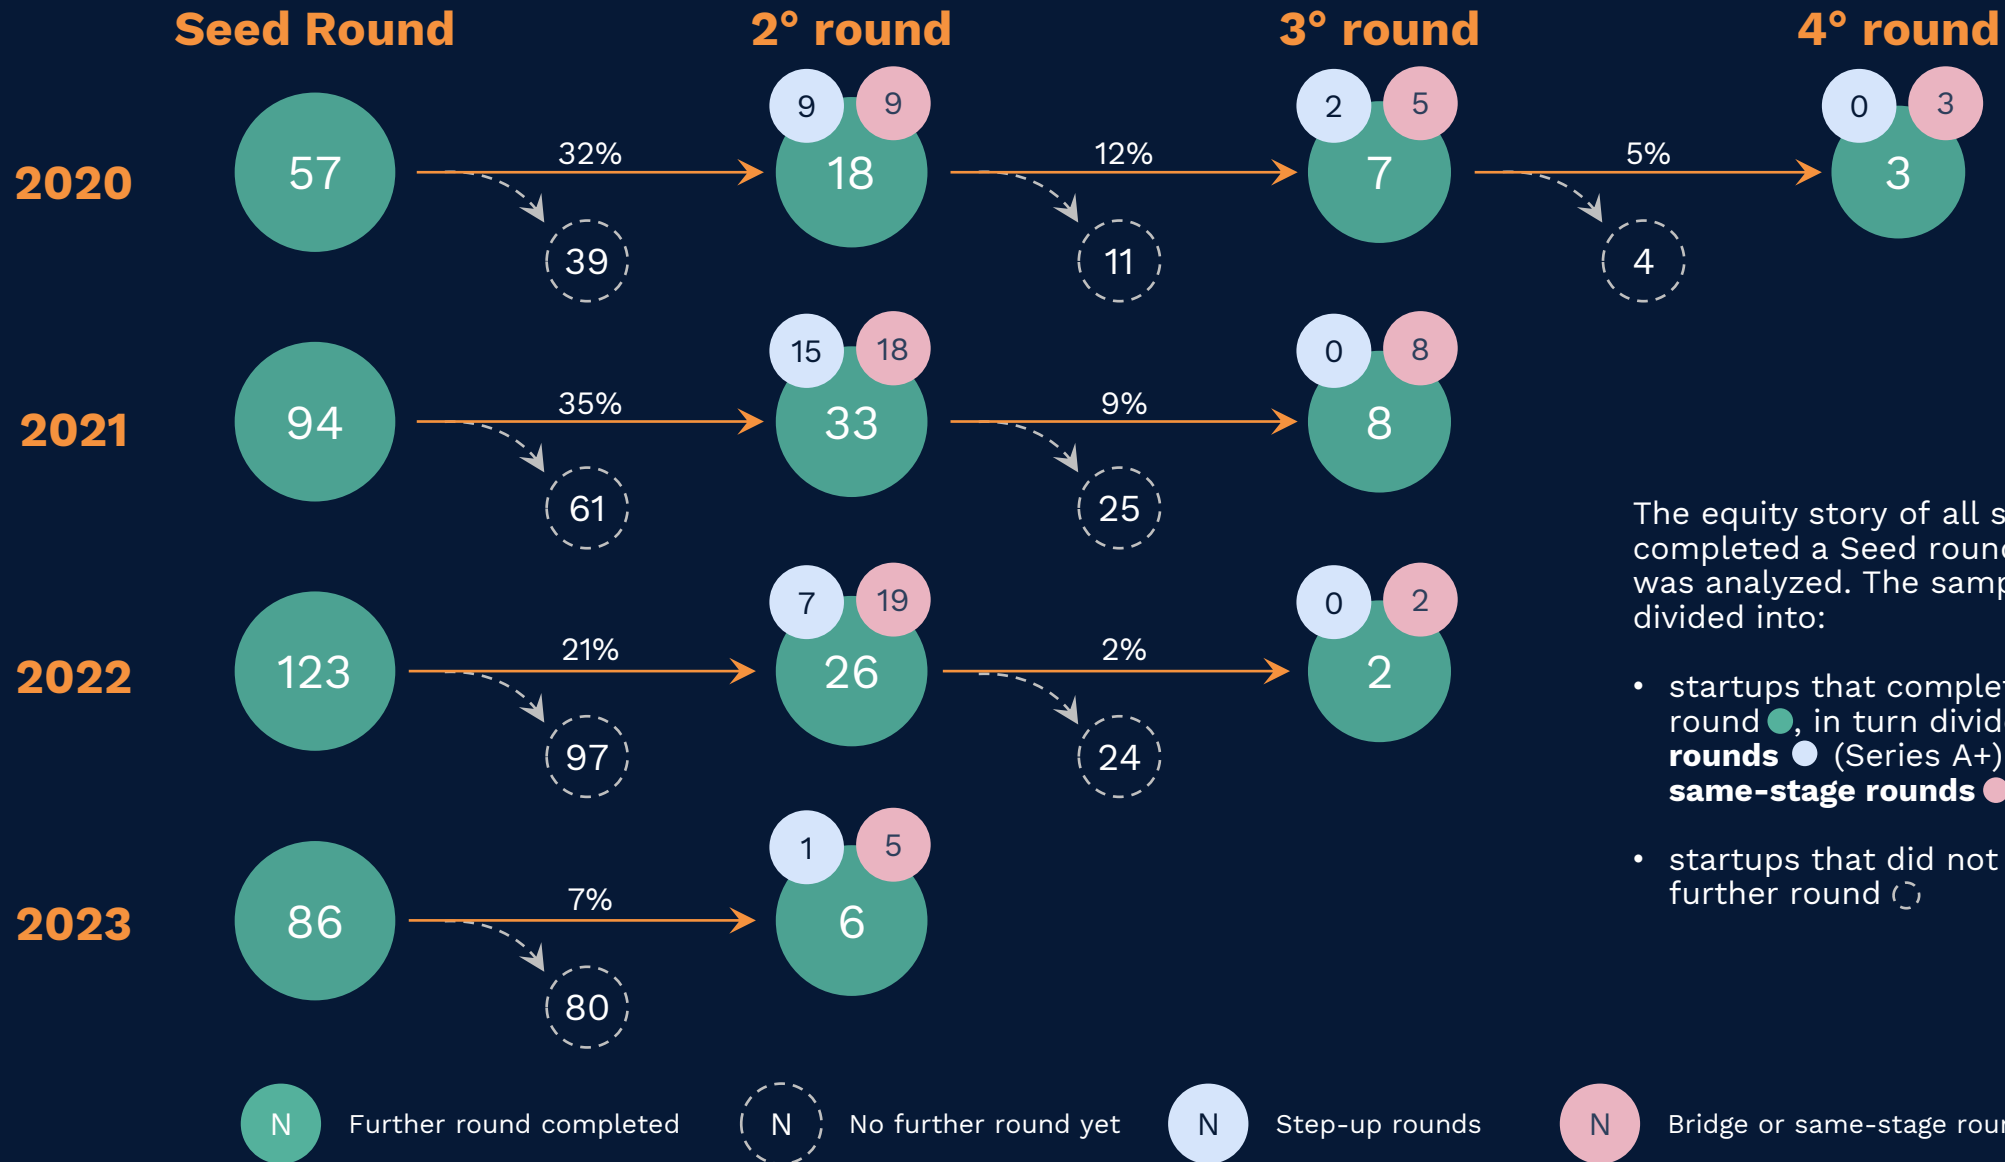 Seed Round 2° round 3° round 4° round
9 9 2 5 0 3
2020 57 32% 18 12% 7 5% 3
39 11 4
15 18 0 8
2021 94 35% 33 9% 8
61 25
7 19 0 2
2022 123 21% 26 2% 2
97 24
1 5
2023 86 7% 6
80
The equity story of all
completed a Seed
was analyzed. The
divided into:
• startups that
round , in turn
rounds (Series A+)
same-stage rounds
• startups that did not
further round
N Further round completed N No further round yet N Step-up rounds N Bridge or same-stage